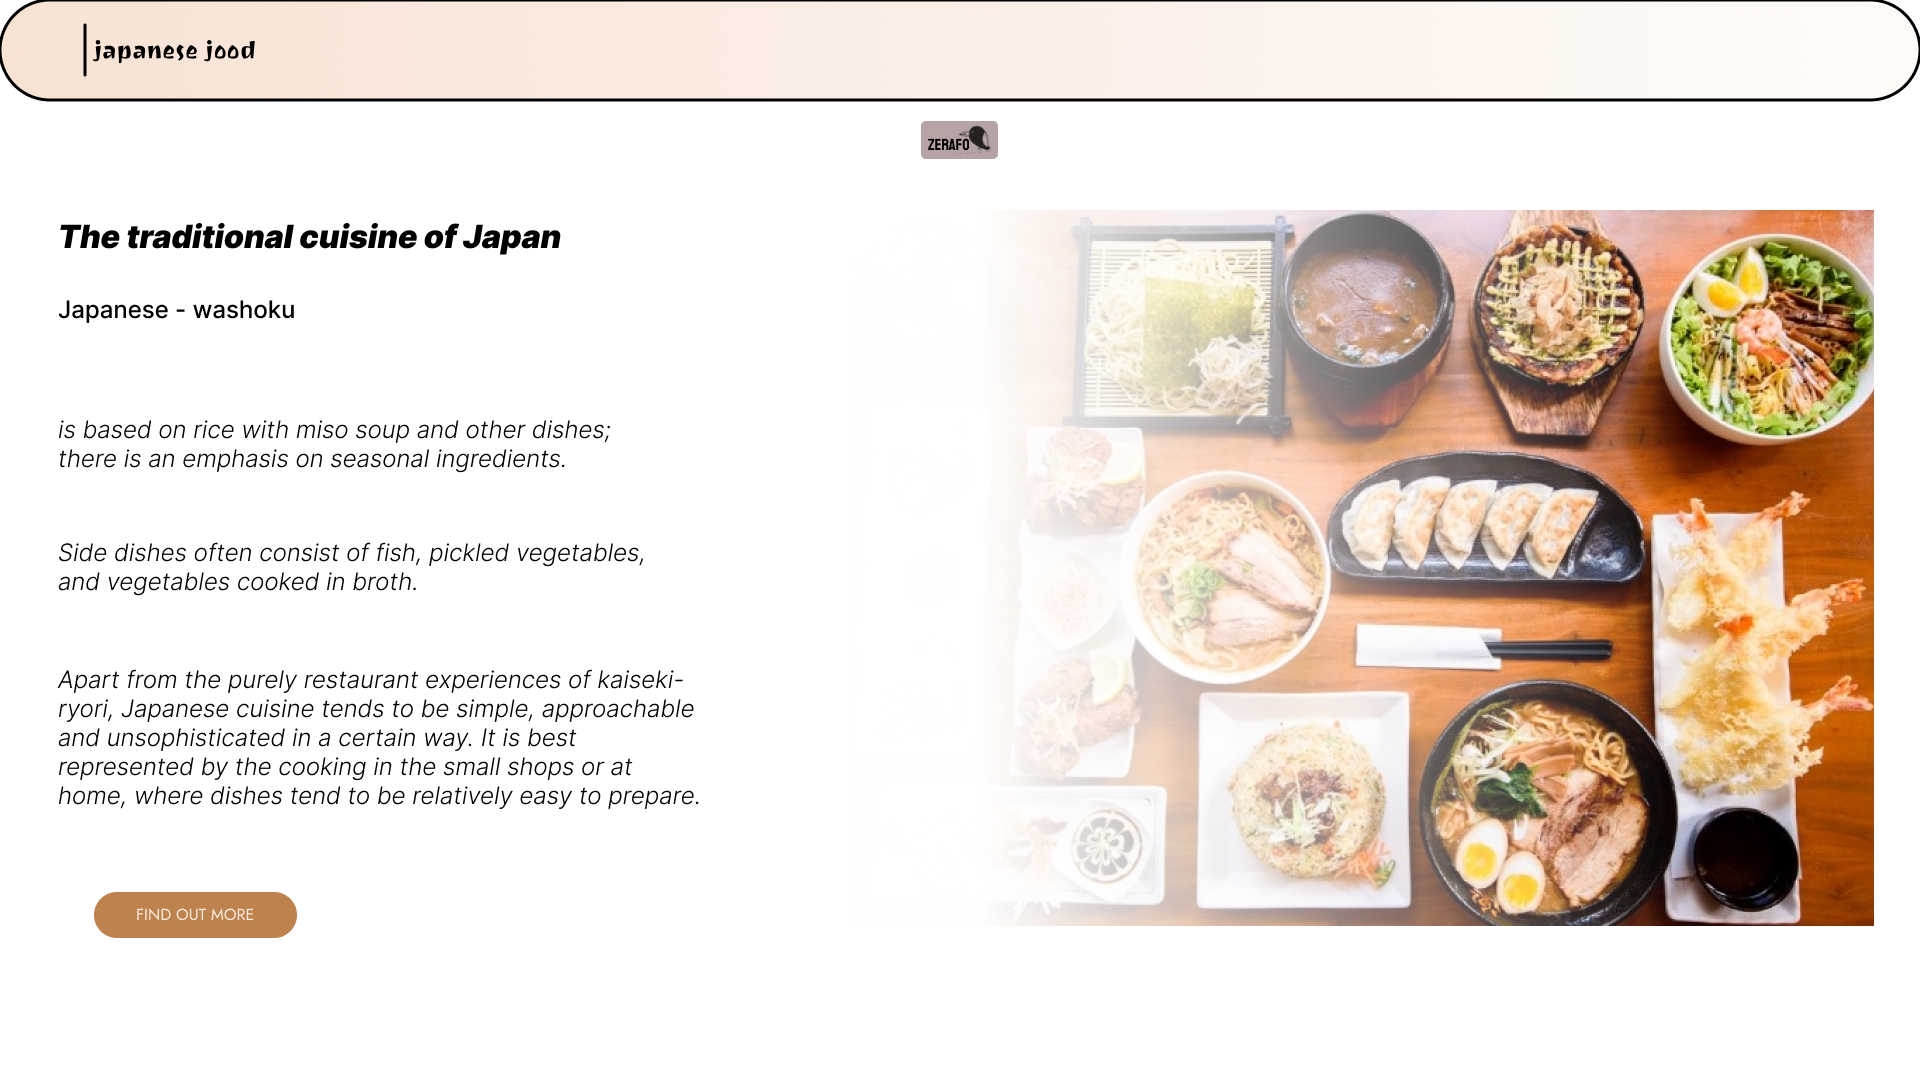 japanese jood
ZERAFO
The traditional cuisine of Japan
Japanese - washoku
is based on rice with miso soup and other dishes;
there is an emphasis on seasonal ingredients.
Side dishes often consist of fish, pickled vegetables,
and vegetables cooked in broth.
Apart from the purely restaurant experiences of kaiseki-
ryori, Japanese cuisine tends to be simple, approachable
and unsophisticated in a certain way. It is best
represented by the cooking in the small shops or at
home, where dishes tend to be relatively easy to prepare.
FIND OUT MORE